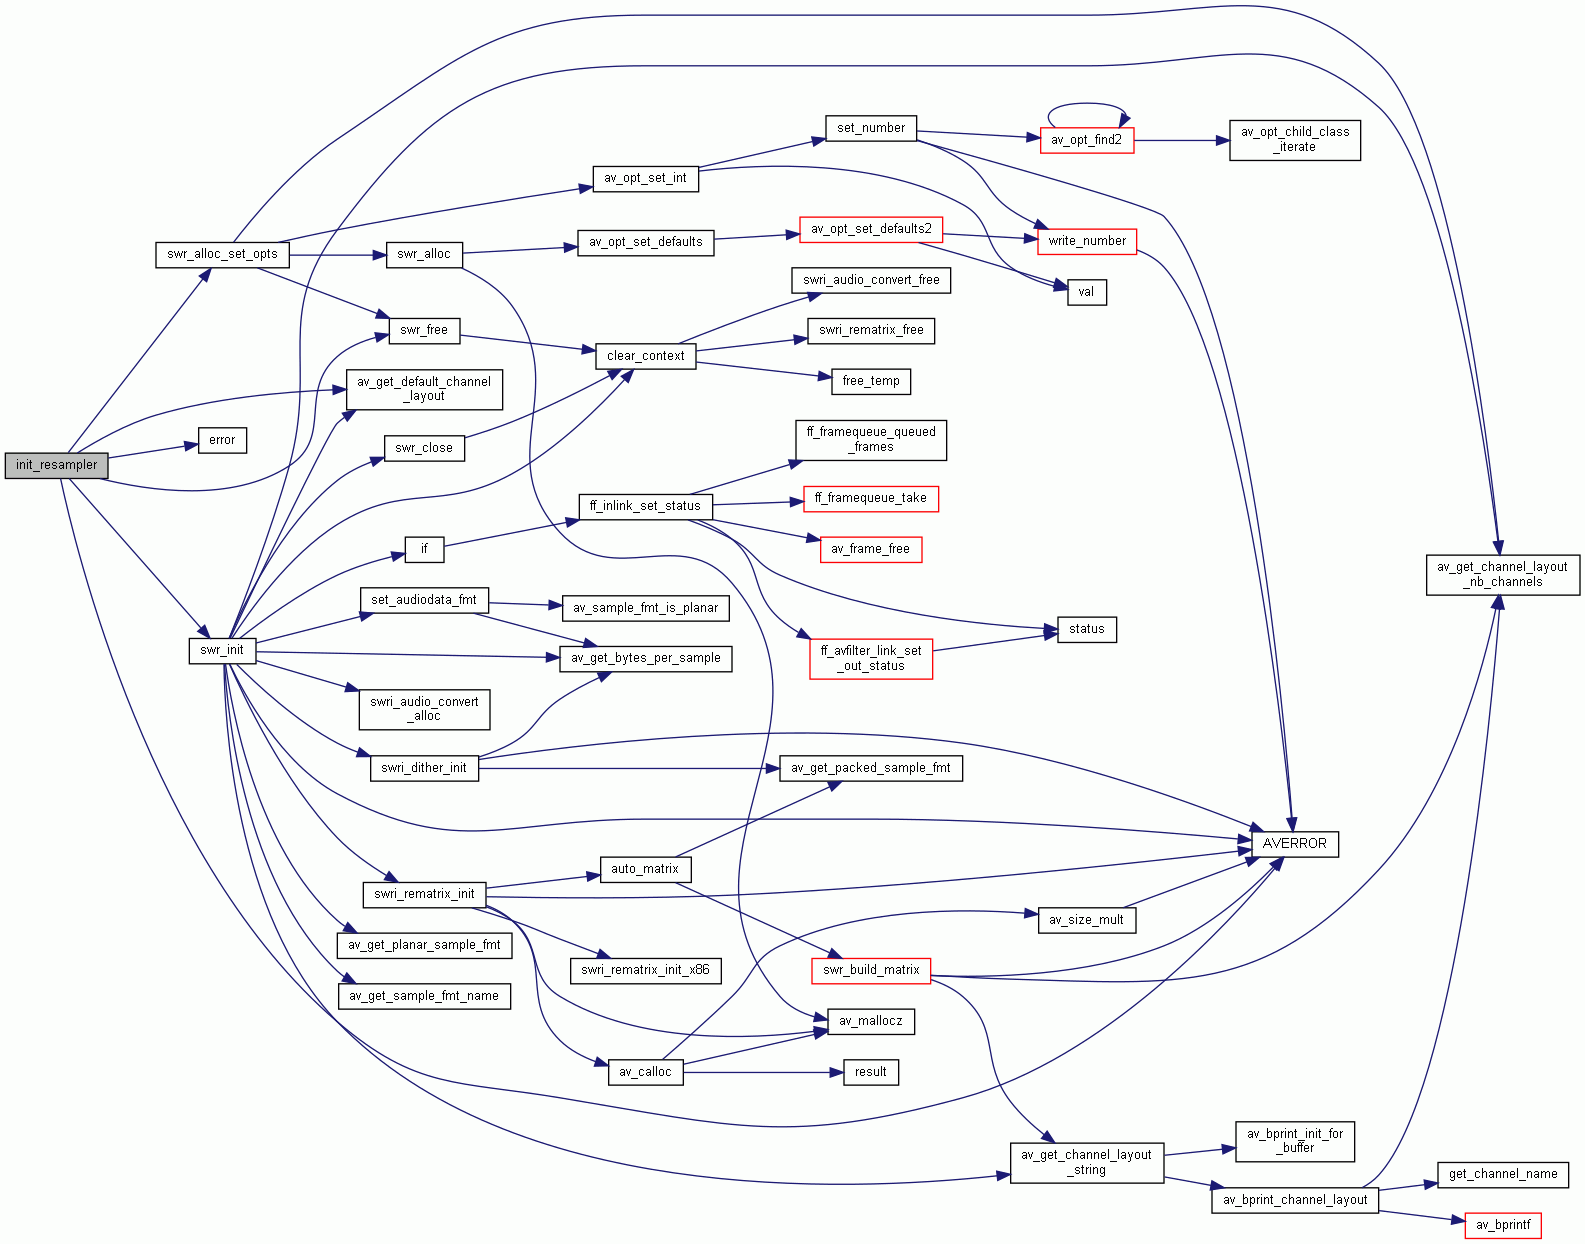 set_number
av_opt_find2
av_opt_child_class
_iterate
av_opt_set_int
swr_alloc_set_opts
swr_alloc
av_opt_set_defaults
av_opt_set_defaults2
write_number
val
swri_audio_convert_free
swr_free
swri_rematrix_free
clear_context
free_temp
av_get_default_channel
_layout
error
swr_close
ff_framequeue_queued
_frames
init_resampler
ff_inlink_set_status
ff_framequeue_take
if
av_frame_free
av_get_channel_layout
_nb_channels
set_audiodata_fmt
av_sample_fmt_is_planar
status
swr_init
av_get_bytes_per_sample
ff_avfilter_link_set
_out_status
swri_audio_convert
_alloc
swri_dither_init
av_get_packed_sample_fmt
AVERROR
auto_matrix
swri_rematrix_init
av_size_mult
av_get_planar_sample_fmt
swri_rematrix_init_x86
swr_build_matrix
av_get_sample_fmt_name
av_mallocz
av_calloc
result
av_get_channel_layout
_string
av_bprint_init_for
_buffer
get_channel_name
av_bprint_channel_layout
av_bprintf